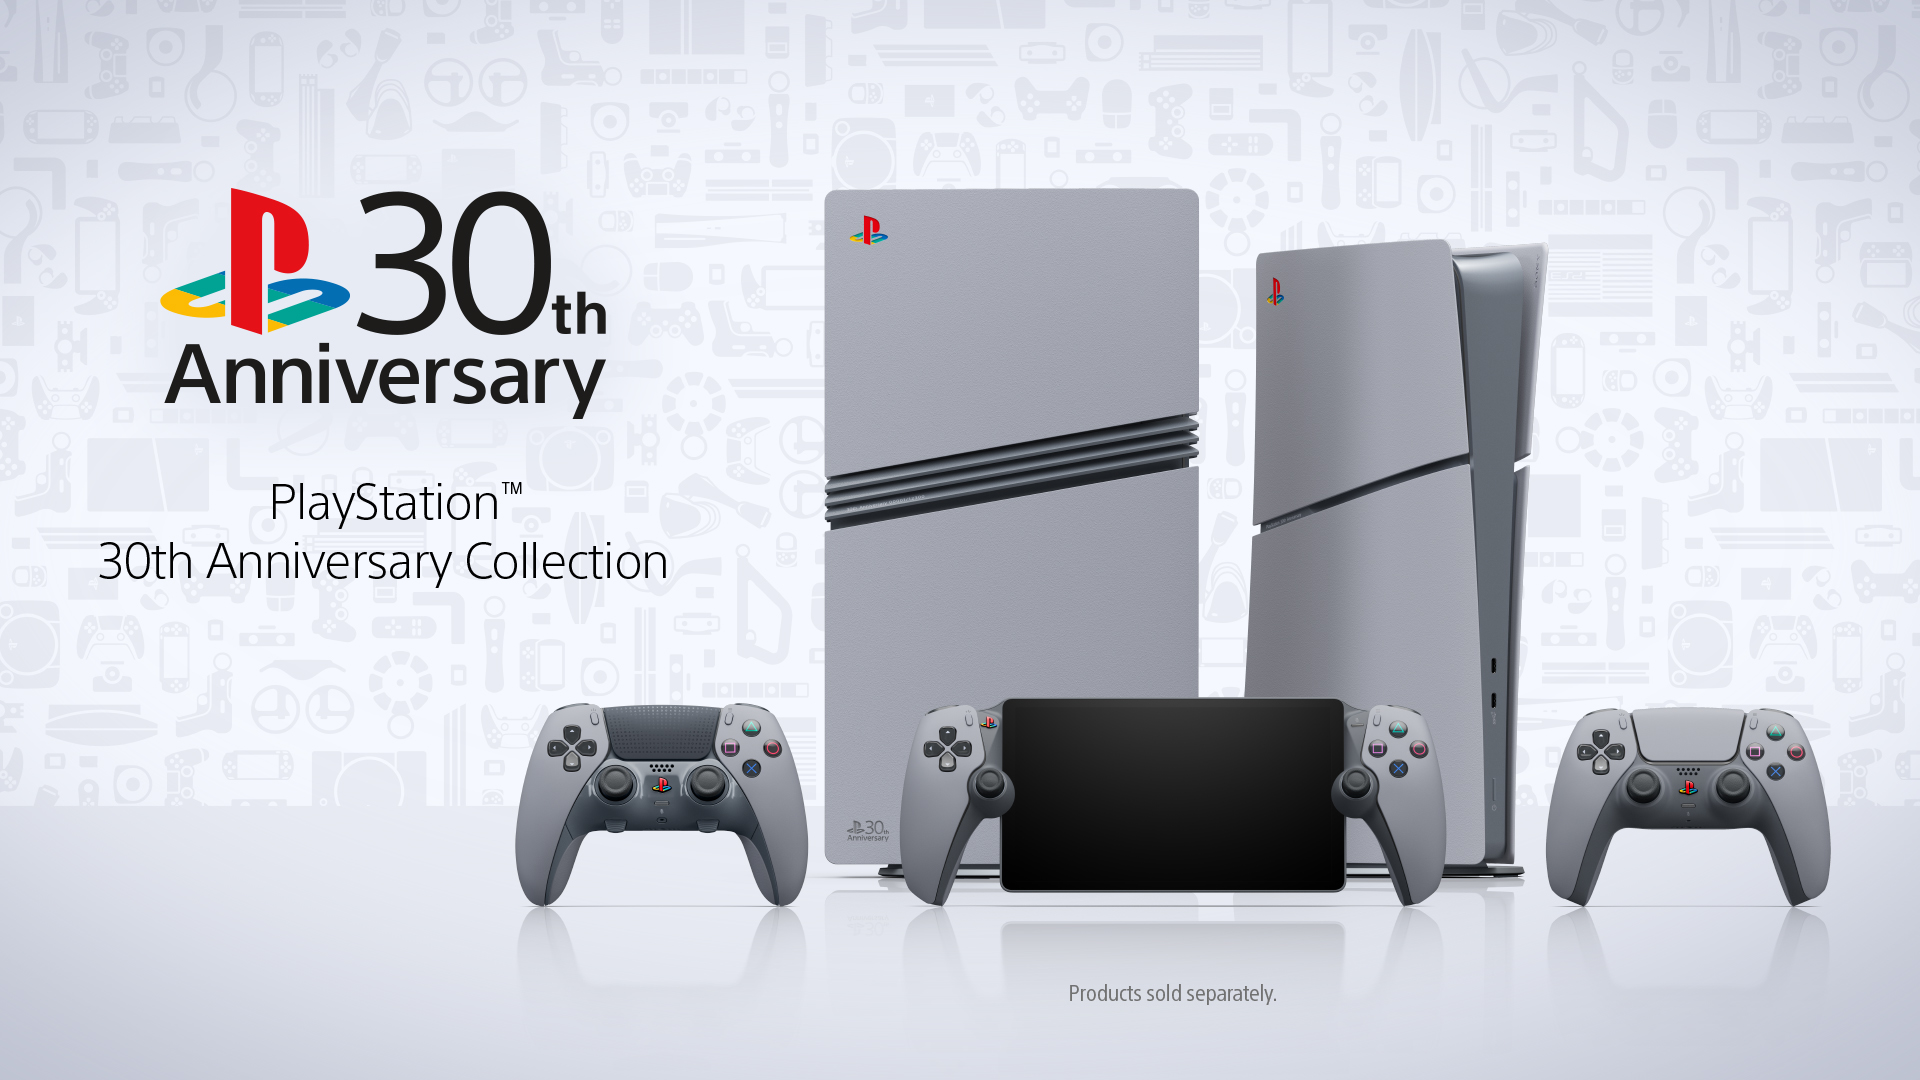 30th
Anniversary
PlayStation™
30th Anniversary Collection
30th
Anniversary
Products sold separately.